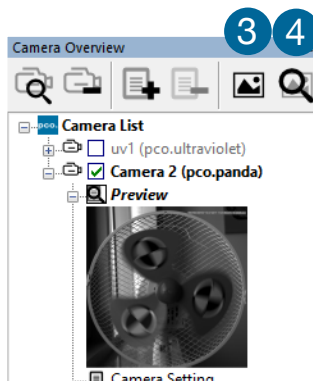 3 4
Camera Overview
pco. Camera List
uv1 (pco.ultraviolet)
Camera 2 (pco.panda)
Preview
Camera Setting